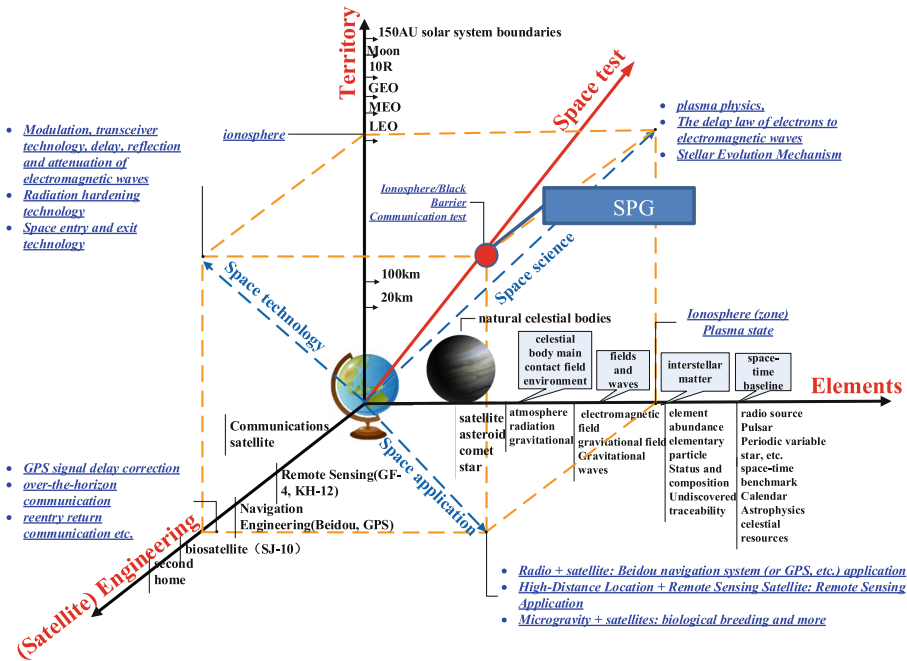 Territory
150AU solar system boundaries
Moon
10R
GEO
MEO
LEO
ionosphere
100km
20km
Space test
• plasma physics,
• The delay law of electrons to
electromagnetic waves
• Stellar Evolution Mechanism
• Modulation, transceiver
technology, delay, reflection
and attenuation of
electromagnetic waves
• Radiation hardening
technology
• Space entry and exit
technology
Ionosphere/Black
Barrier
Communication test
SPG
Space science
Space technology
natural celestial bodies
Ionosphere (zone)
Plasma state
celestial
body main
contact field
environment
fields
and
waves
interstellar
matter
space-
time
baseline
Elements
satellite
asteroid
comet
star
atmosphere
radiation
gravitational
electromagnetic
field
gravitational field
Gravitational
waves
element
abundance
elementary
particle
Status and
composition
Undiscovered
traceability
radio source
Pulsar
Periodic variable
star, etc.
space-time
benchmark
Calendar
Astrophysics
celestial
resources
Communications
satellite
Remote Sensing(GF-
4, KH-12)
Navigation
Engineering(Beidou, GPS)
biosatellite（SJ-10）
second
home
(Satellite) Engineering
Space application
• GPS signal delay correction
• over-the-horizon
communication
• reentry return
communication etc.
• Radio + satellite: Beidou navigation system (or GPS, etc.) application
• High-Distance Location + Remote Sensing Satellite: Remote Sensing
Application
• Microgravity + satellites: biological breeding and more